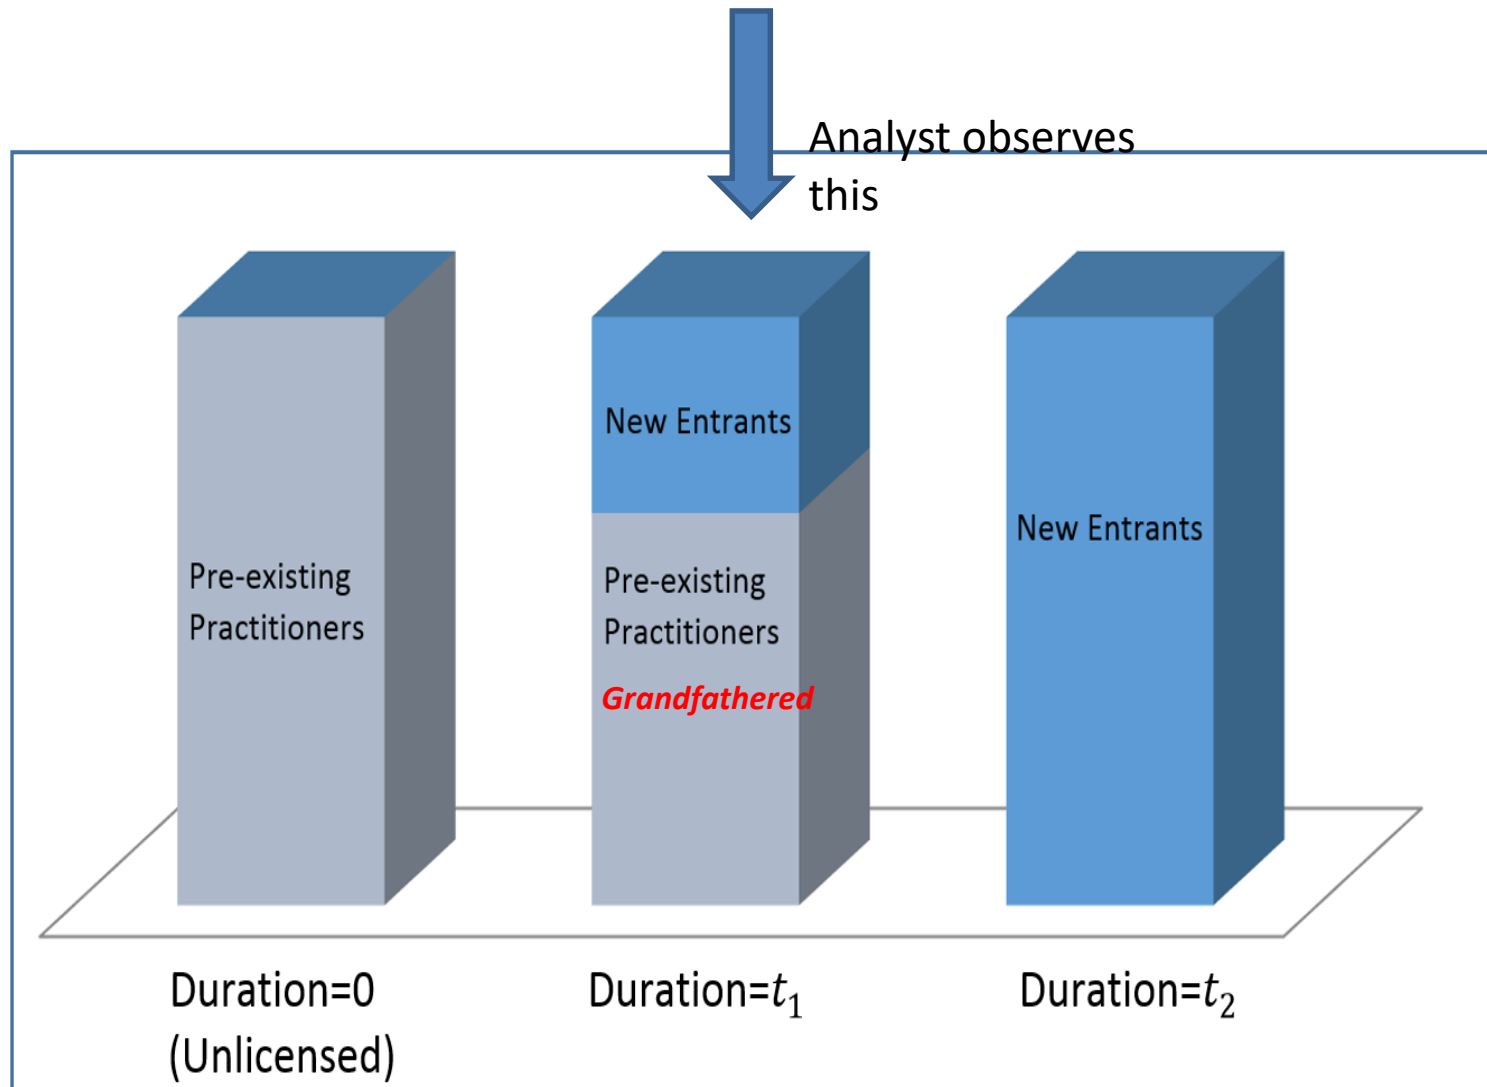 Analyst observes
this
New Entrants
New Entrants
Pre-existing
Practitioners
Pre-existing
Practitioners
Grandfathered
Duration=0
(Unlicensed)
Duration=t₁
Duration=t₂